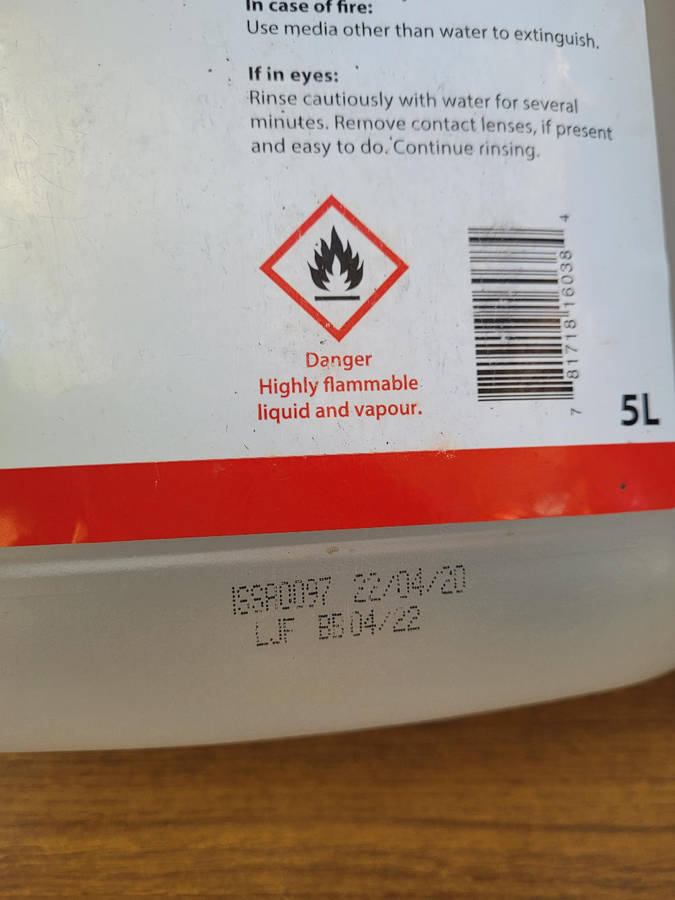 In case of fire:
Use media other than water to extinguish.
If in eyes:
Rinse cautiously with water for several
minutes. Remove contact lenses, if present
and easy to do. Continue rinsing.
Danger
Highly flammable
liquid and vapour.
7 81718 16038 4
5L
ISSA0097 22/04/20
LJF BB 04/22